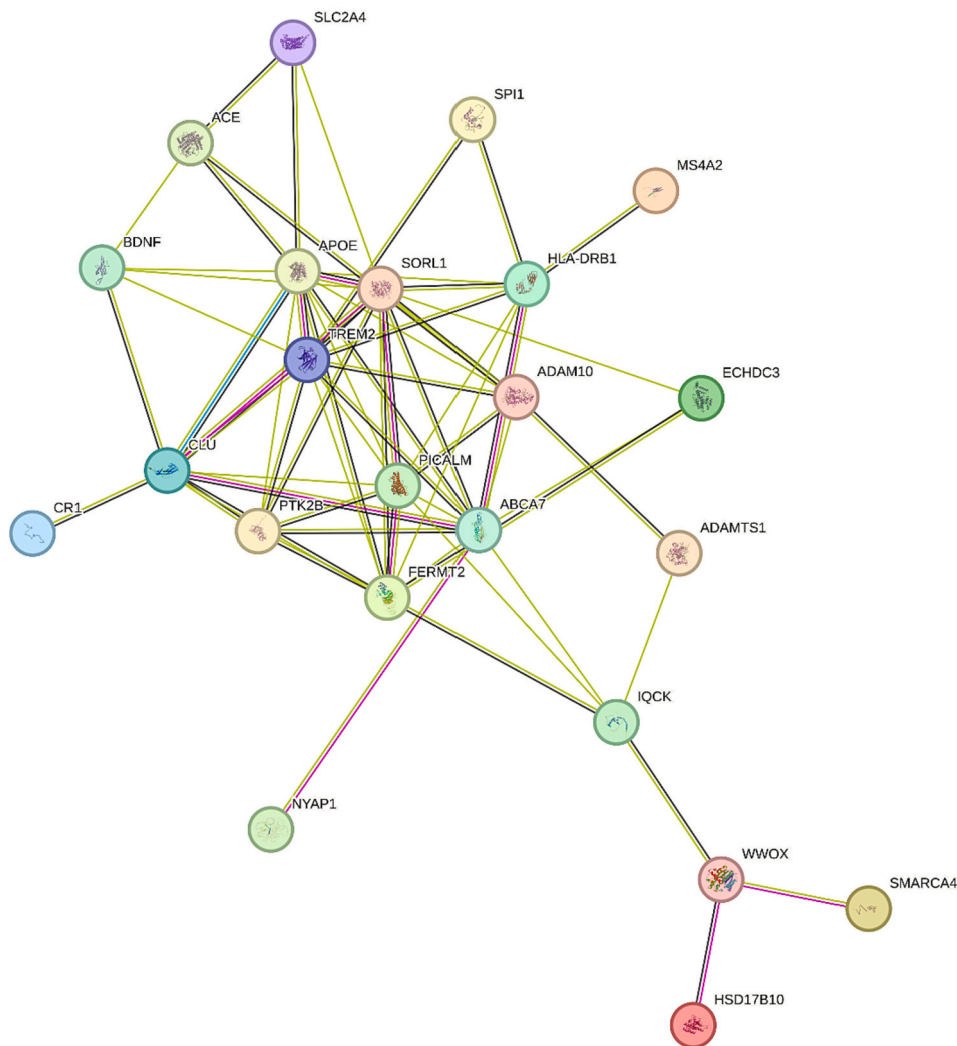 SLC2A4
SPI1
ACE
MS4A2
BDNF
APOE
SORL1
HLA-DRB1
TREM2
ADAM10
ECHDC3
CLU
PICALM
CR1
PTK2B
ABCA7
ADAMTS1
FERMT2
IQCK
NYAP1
WWOX
SMARCA4
HSD17B10